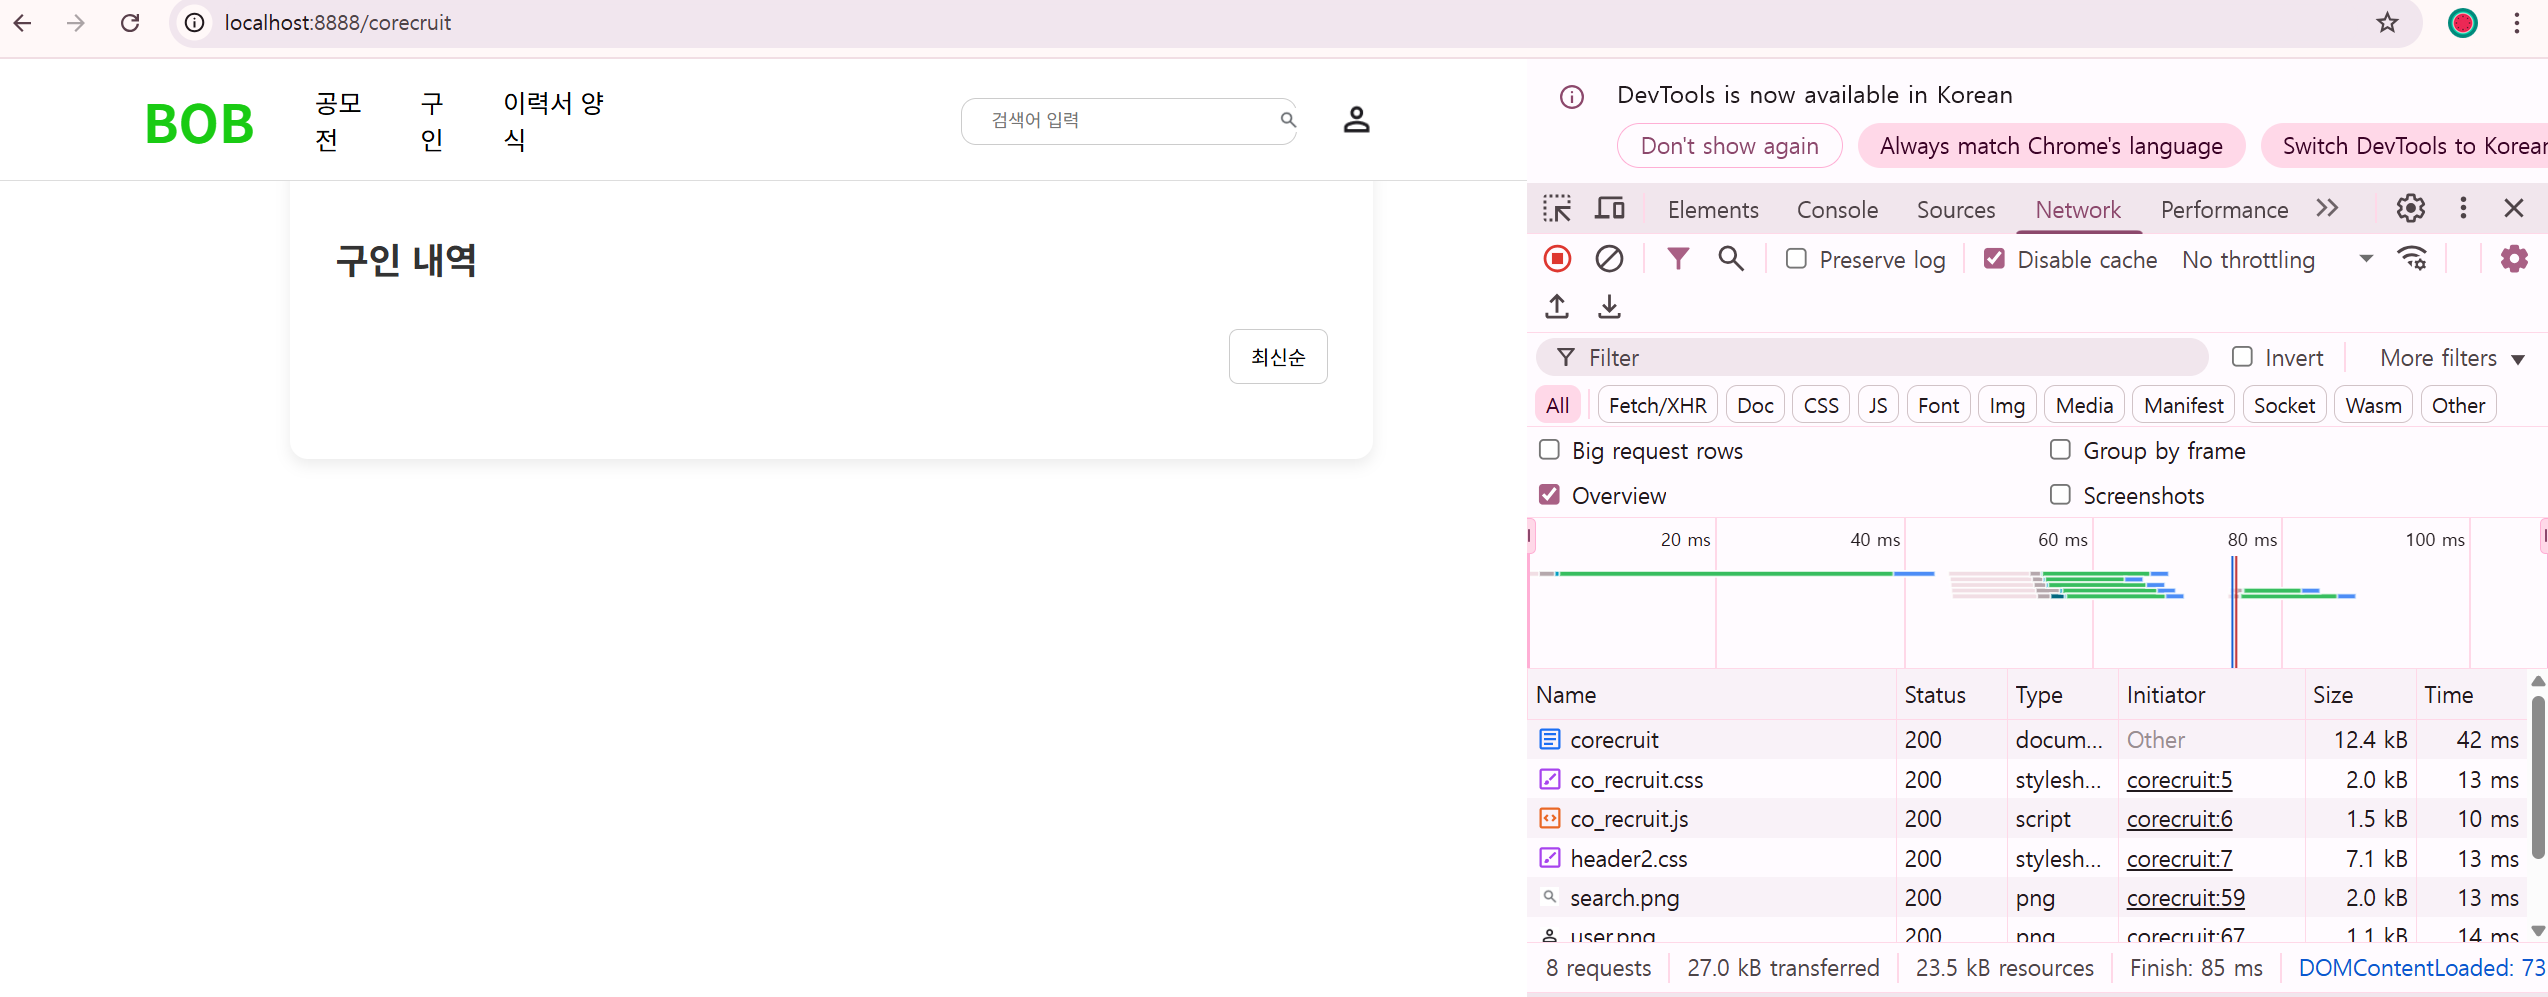 localhost:8888/corecruit
BOB
공모
전
구
인
이력서 양
식
검색어 입력
구인 내역
최신순
DevTools is now available in Korean
Don't show again
Always match Chrome's language
Switch DevTools to Korean
Elements
Console
Sources
Network
Performance
Preserve log
Disable cache
No throttling
Filter
Invert
More filters
All
Fetch/XHR
Doc
CSS
JS
Font
Img
Media
Manifest
Socket
Wasm
Other
Big request rows
Group by frame
Overview
Screenshots
20 ms
40 ms
60 ms
80 ms
100 ms
Name Status Type Initiator Size Time
corecruit 200 docum... Other 12.4 kB 42 ms
co_recruit.css 200 stylesh... corecruit:5 2.0 kB 13 ms
co_recruit.js 200 script corecruit:6 1.5 kB 10 ms
header2.css 200 stylesh... corecruit:7 7.1 kB 13 ms
search.png 200 png corecruit:59 2.0 kB 13 ms
user.png 200 png corecruit:67 1.1 kB 14 ms
8 requests 27.0 kB transferred 23.5 kB resources Finish: 85 ms DOMContentLoaded: 73